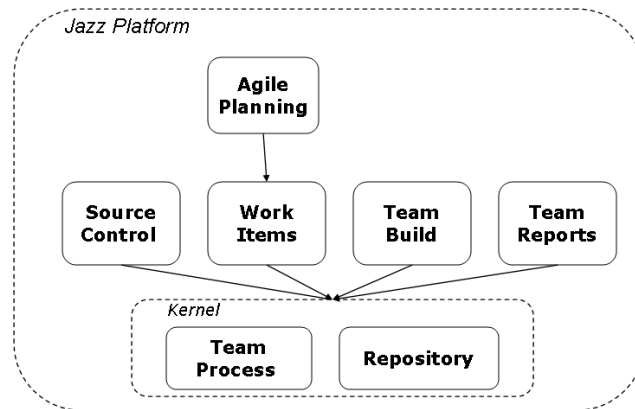 Jazz Platform
Agile
Planning
Source
Control
Work
Items
Team
Build
Team
Reports
Kernel
Team
Process
Repository